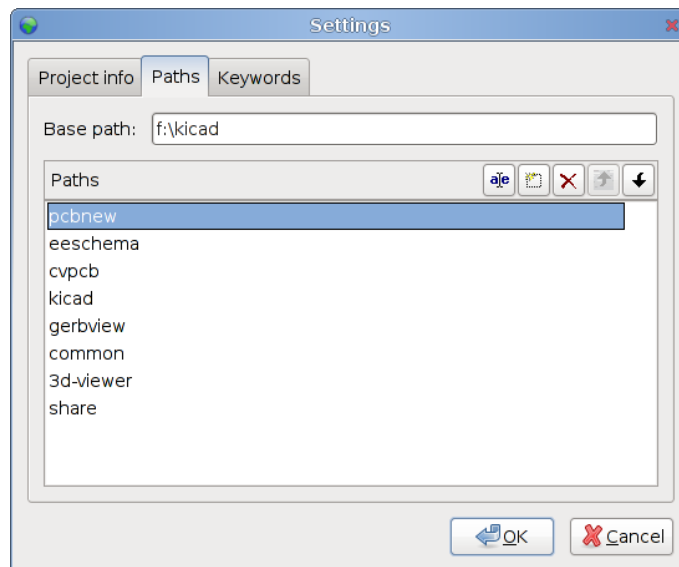 Settings
Project info Paths Keywords
Base path: f:\kicad
Paths aje
pcbnew
eeschema
cvpcb
kicad
gerbview
common
3d-viewer
share
OK Cancel